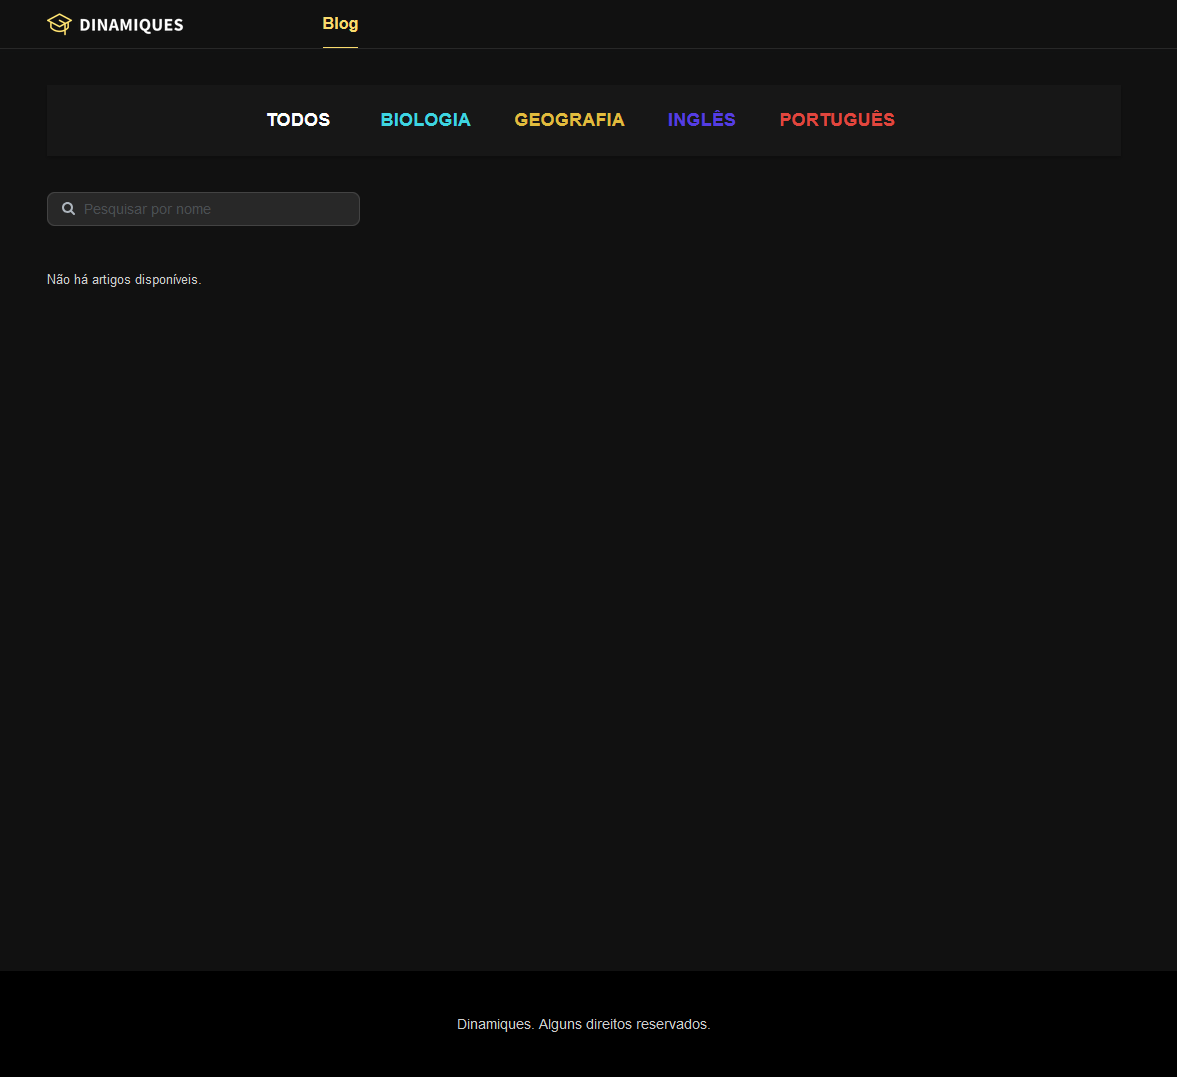 DINAMIQUES Blog
TODOS BIOLOGIA GEOGRAFIA INGLÊS PORTUGUÊS
Pesquisar por nome
Não há artigos disponíveis.
Dinamiques. Alguns direitos reservados.